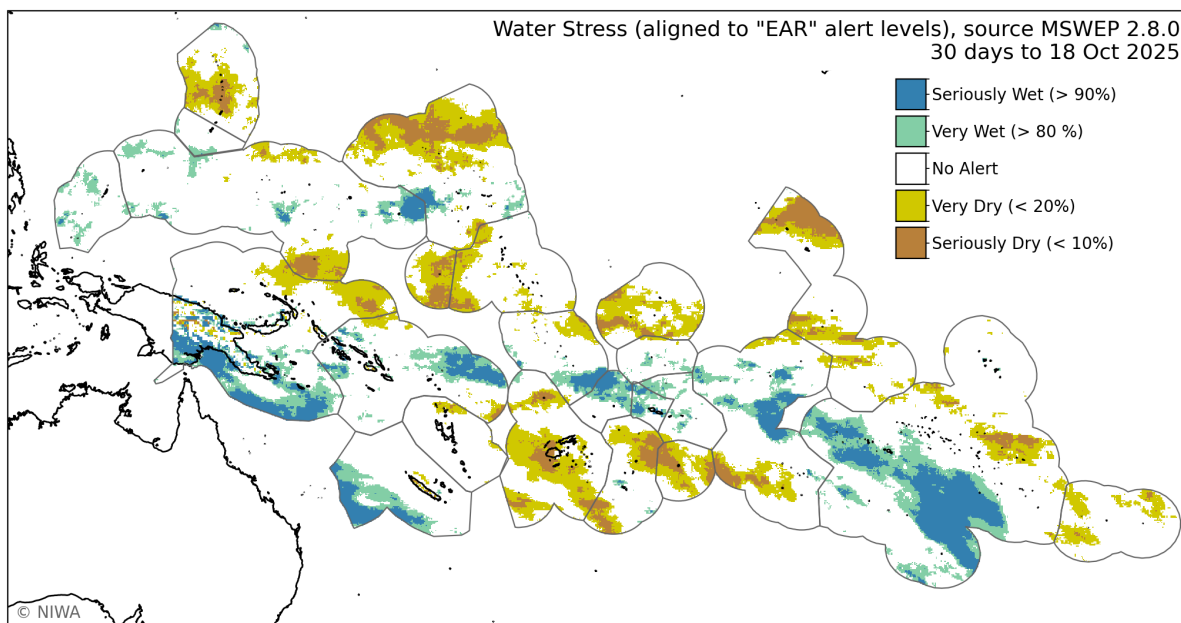 Water Stress (aligned to "EAR" alert levels), source MSWEP 2.8.0
30 days to 18 Oct 2025
Seriously Wet (> 90%)
Very Wet (> 80 %)
No Alert
Very Dry (< 20%)
Seriously Dry (< 10%)
© NIWA